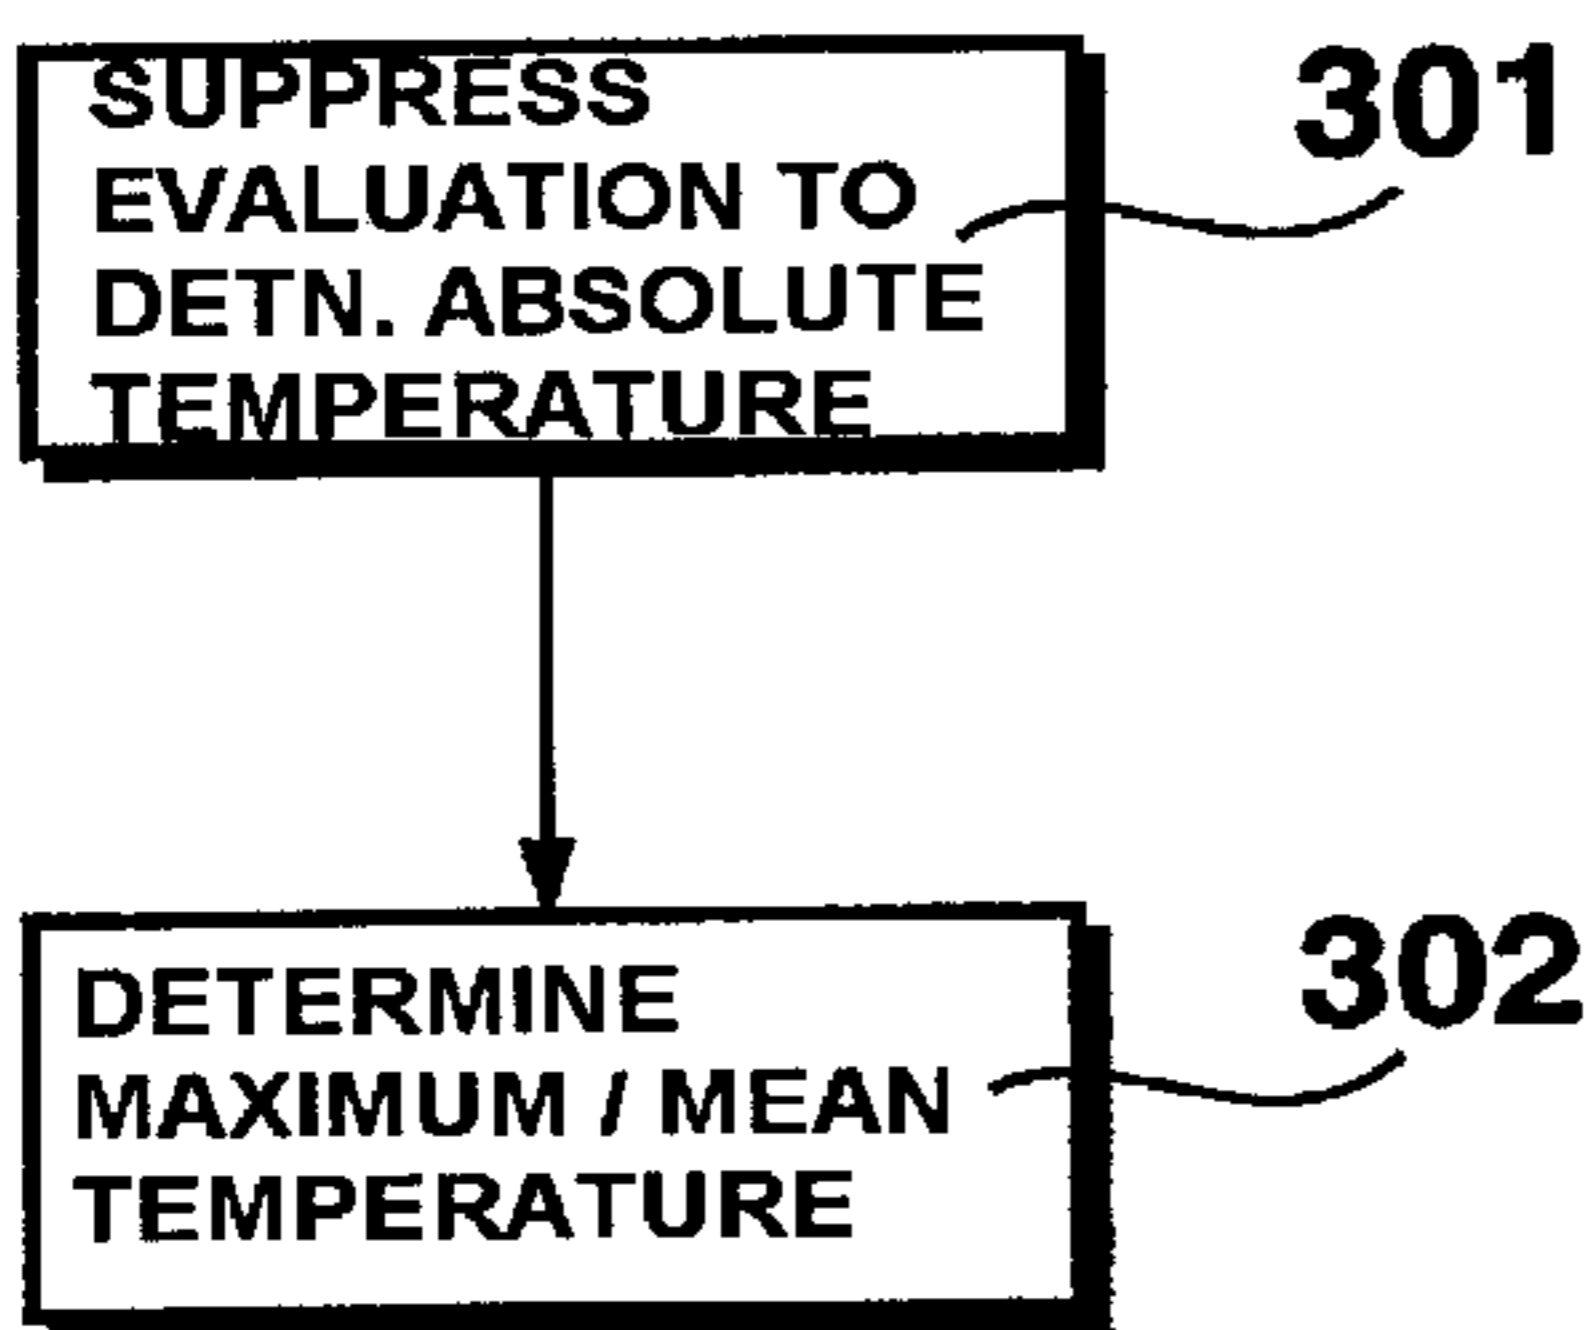 SUPPRESS
EVALUATION TO
DETN. ABSOLUTE
TEMPERATURE
301
DETERMINE
MAXIMUM / MEAN
TEMPERATURE
302